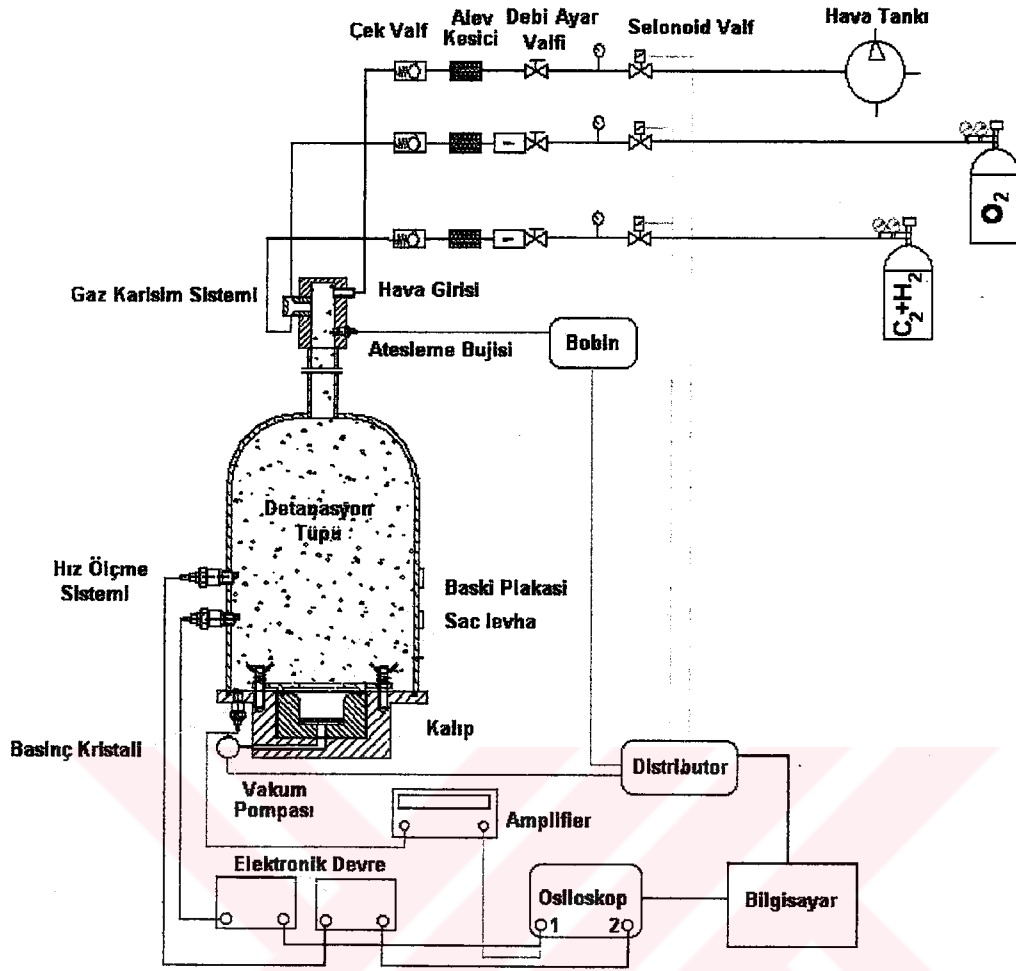 Çek Valf
Alev
Kesici
Debi Ayar
Valfi
Selonoid Valf
Hava Tankı
O2
C2+H2
Gaz Karisim Sistemi
Hava Girisi
Atesleme Bujisi
Bobin
Detanasyon
Tüpü
Hız Ölçme
Sistemi
Baski Plakasi
Sac levha
Kalıp
Basinç Kristali
Vakum
Pompası
Distributor
Amplifier
Elektronik Devre
Osiloskop
1 2
Bilgisayar